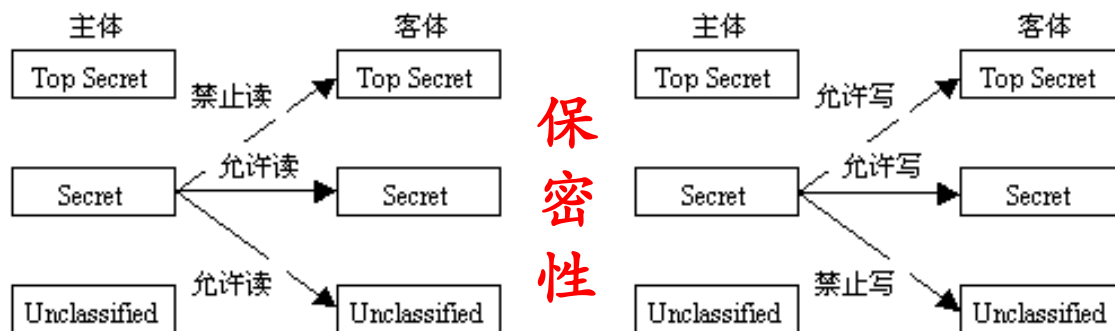 主体 客体
Top Secret Top Secret
禁止读
允许读
Secret Secret
允许读
Unclassified Unclassified
保
密
性
主体 客体
Top Secret Top Secret
允许写
允许写
Secret Secret
禁止写
Unclassified Unclassified